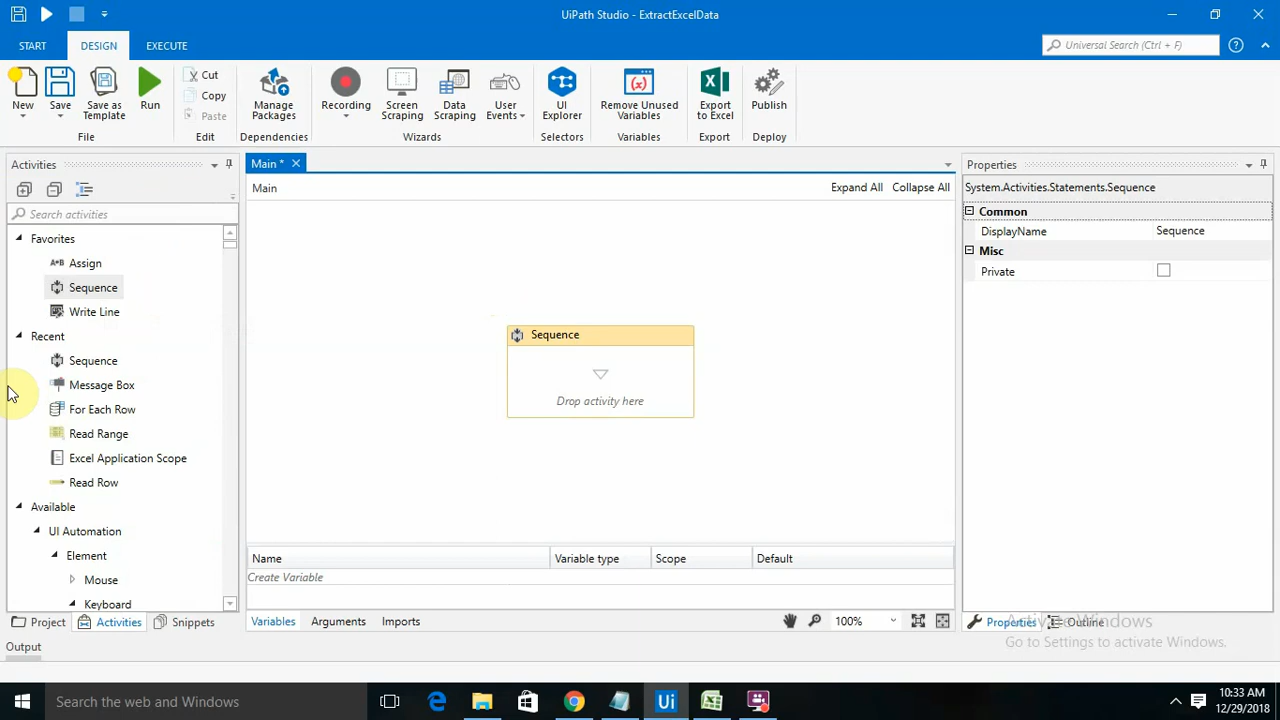 UiPath Studio - ExtractExcelData
START
DESIGN
EXECUTE
Universal Search (Ctrl + F)
New
Save
Save as Template
Run
Cut
Copy
Paste
Manage Packages
Recording
Screen Scraping
Data Scraping
User Events
UI Explorer
Remove Unused Variables
Export to Excel
Publish
File
Edit
Dependencies
Wizards
Selectors
Variables
Export
Deploy
Activities
Search activities
Favorites
A*B Assign
Sequence
Write Line
Recent
Sequence
Message Box
For Each Row
Read Range
Excel Application Scope
Read Row
Available
UI Automation
Element
Mouse
Keyboard
Project
Activities
Snippets
Main *
Main
Expand All
Collapse All
Sequence
Drop activity here
Name
Variable type
Scope
Default
Create Variable
Variables
Arguments
Imports
100%
Properties
System.Activities.Statements.Sequence
Common
DisplayName
Sequence
Misc
Private
Properties
Outline
Activate Windows
Go to Settings to activate Windows.
Output
Search the web and Windows
Ui
10:33 AM
12/29/2018